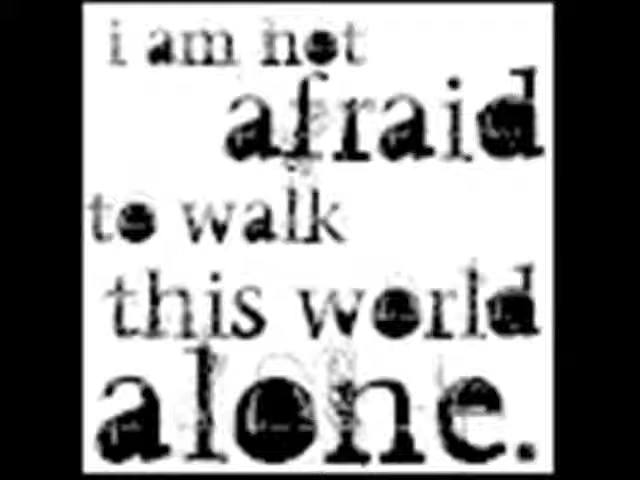 i am not
afraid
to walk
this world
alone.